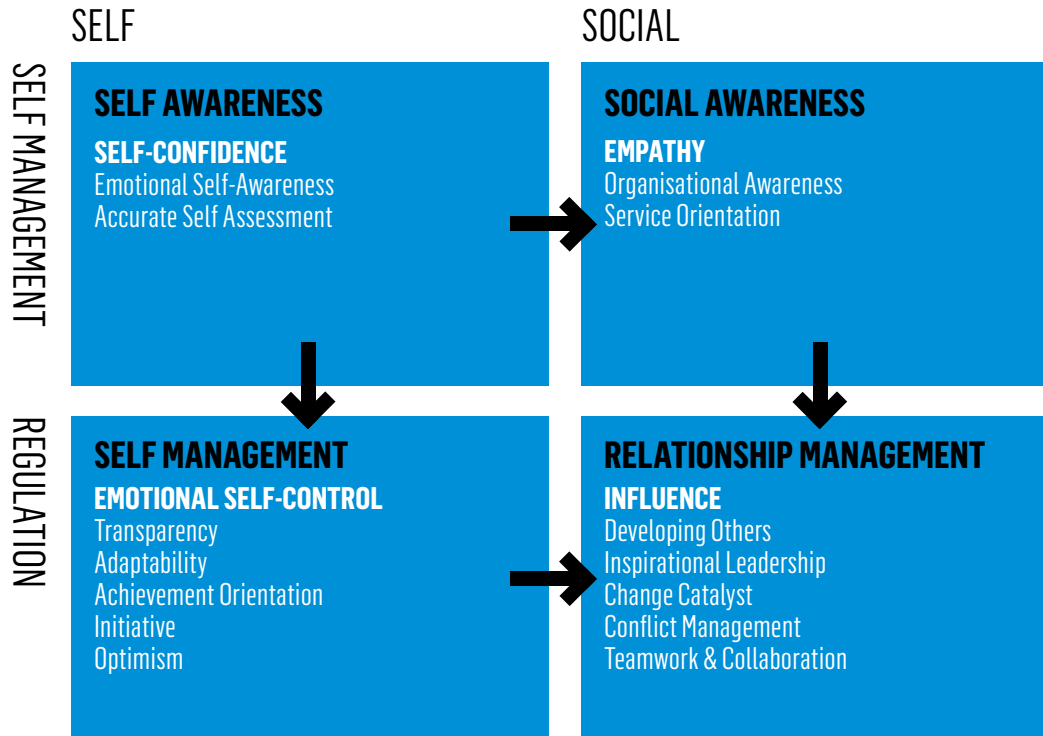 SELF
SOCIAL
SELF MANAGEMENT
SELF AWARENESS
SELF-CONFIDENCE
Emotional Self-Awareness
Accurate Self Assessment
SOCIAL AWARENESS
EMPATHY
Organisational Awareness
Service Orientation
REGULATION
SELF MANAGEMENT
EMOTIONAL SELF-CONTROL
Transparency
Adaptability
Achievement Orientation
Initiative
Optimism
RELATIONSHIP MANAGEMENT
INFLUENCE
Developing Others
Inspirational Leadership
Change Catalyst
Conflict Management
Teamwork & Collaboration